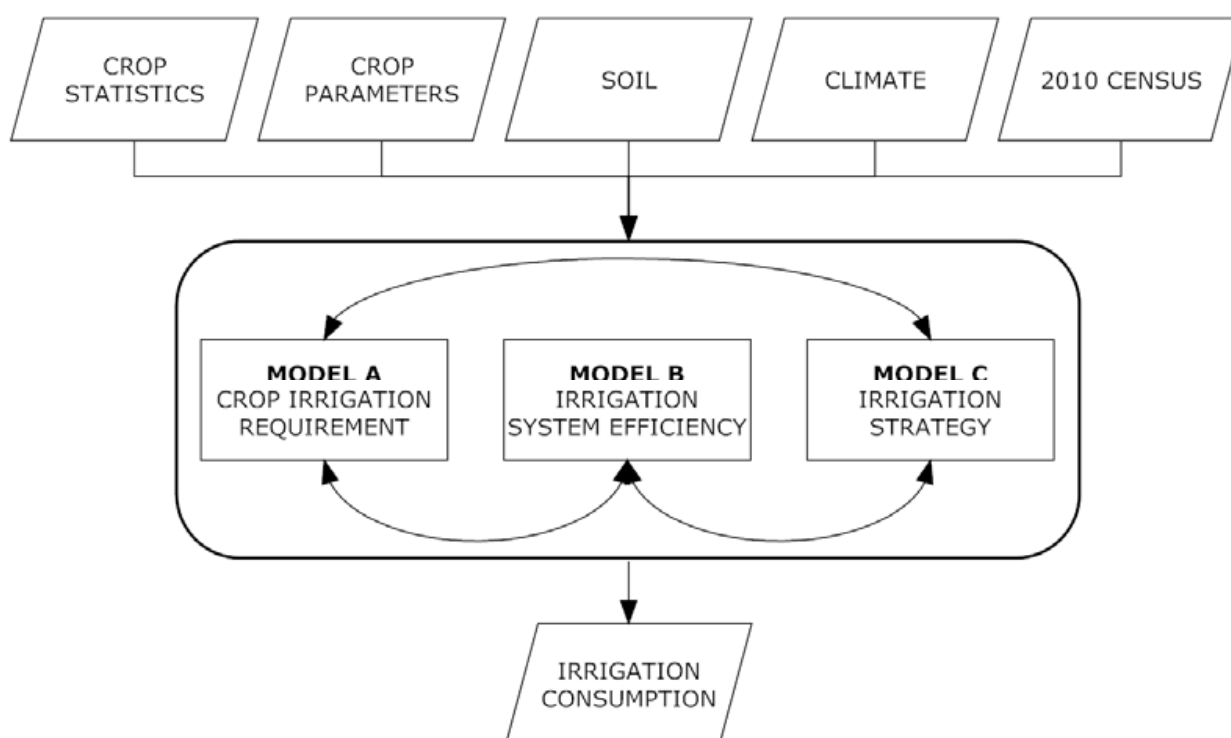 CROP
STATISTICS
CROP
PARAMETERS
SOIL
CLIMATE
2010 CENSUS
MODEL A
CROP IRRIGATION
REQUIREMENT
MODEL B
IRRIGATION
SYSTEM EFFICIENCY
MODEL C
IRRIGATION
STRATEGY
IRRIGATION
CONSUMPTION